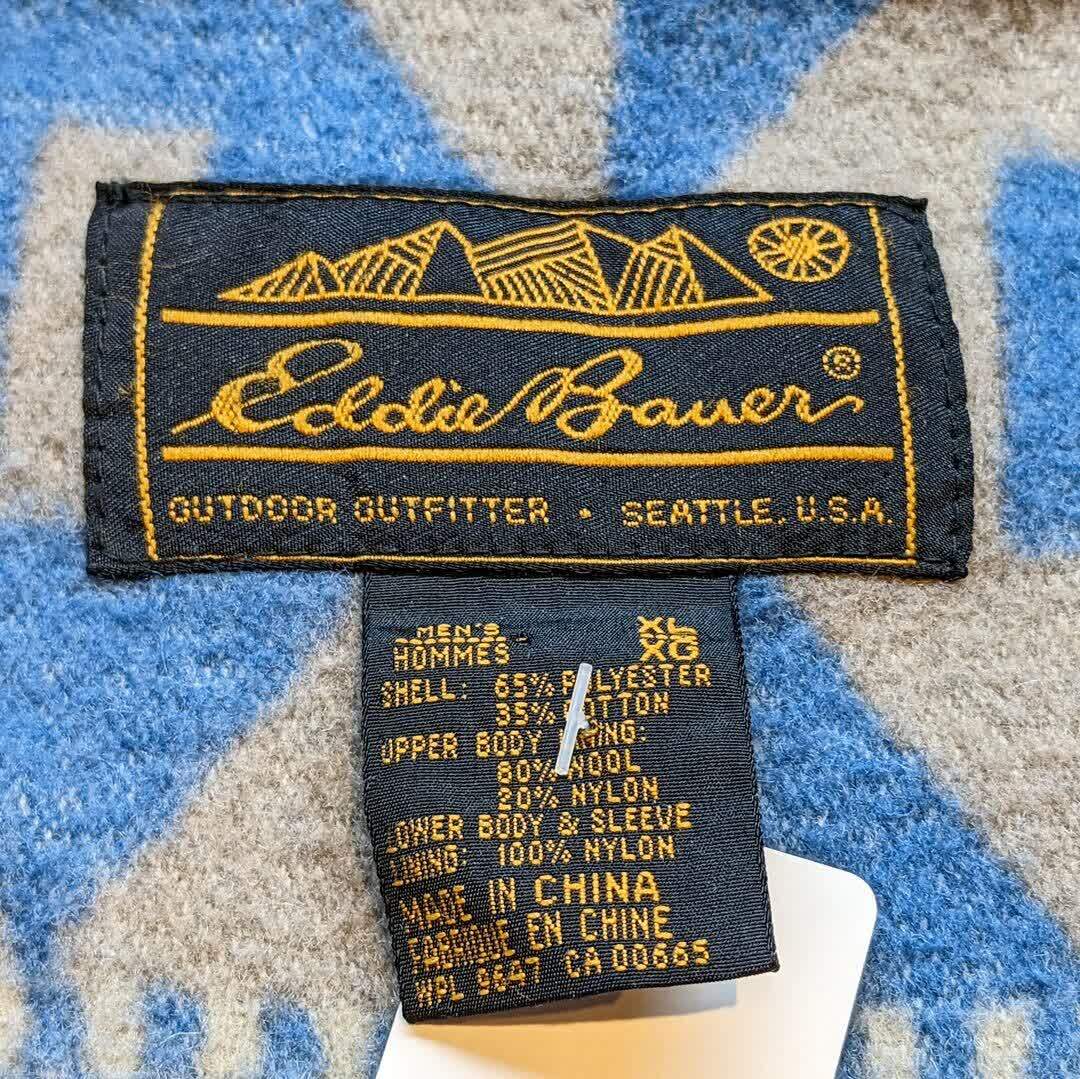 Eddie Bauer®
OUTDOOR OUTFITTER · SEATTLE, U.S.A.
MEN'S XL
HOMMES XG
SHELL: 65% POLYESTER
35% COTTON
UPPER BODY LINING:
80% WOOL
20% NYLON
LOWER BODY & SLEEVE
LINING: 100% NYLON
MADE IN CHINA
FABRIQUE EN CHINE
WPL 8647 CA 00665